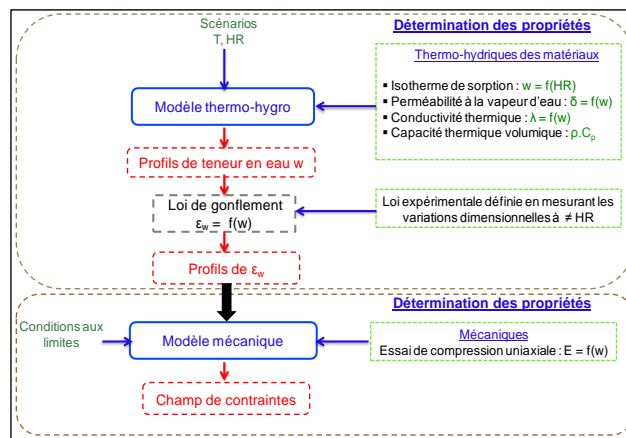 Scénarios
T, HR
Détermination des propriétés
Thermo-hydriques des matériaux
▪ Isotherme de sorption : w = f(HR)
▪ Perméabilité à la vapeur d'eau : δ = f(w)
▪ Conductivité thermique : λ = f(w)
▪ Capacité thermique volumique : ρ.Cp
Modèle thermo-hygro
Profils de teneur en eau w
Loi de gonflement
εw = f(w)
Loi expérimentale définie en mesurant les
variations dimensionnelles à ≠ HR
Profils de εw
Détermination des propriétés
Conditions aux
limites
Modèle mécanique
Mécaniques
Essai de compression uniaxiale : E = f(w)
Champ de contraintes